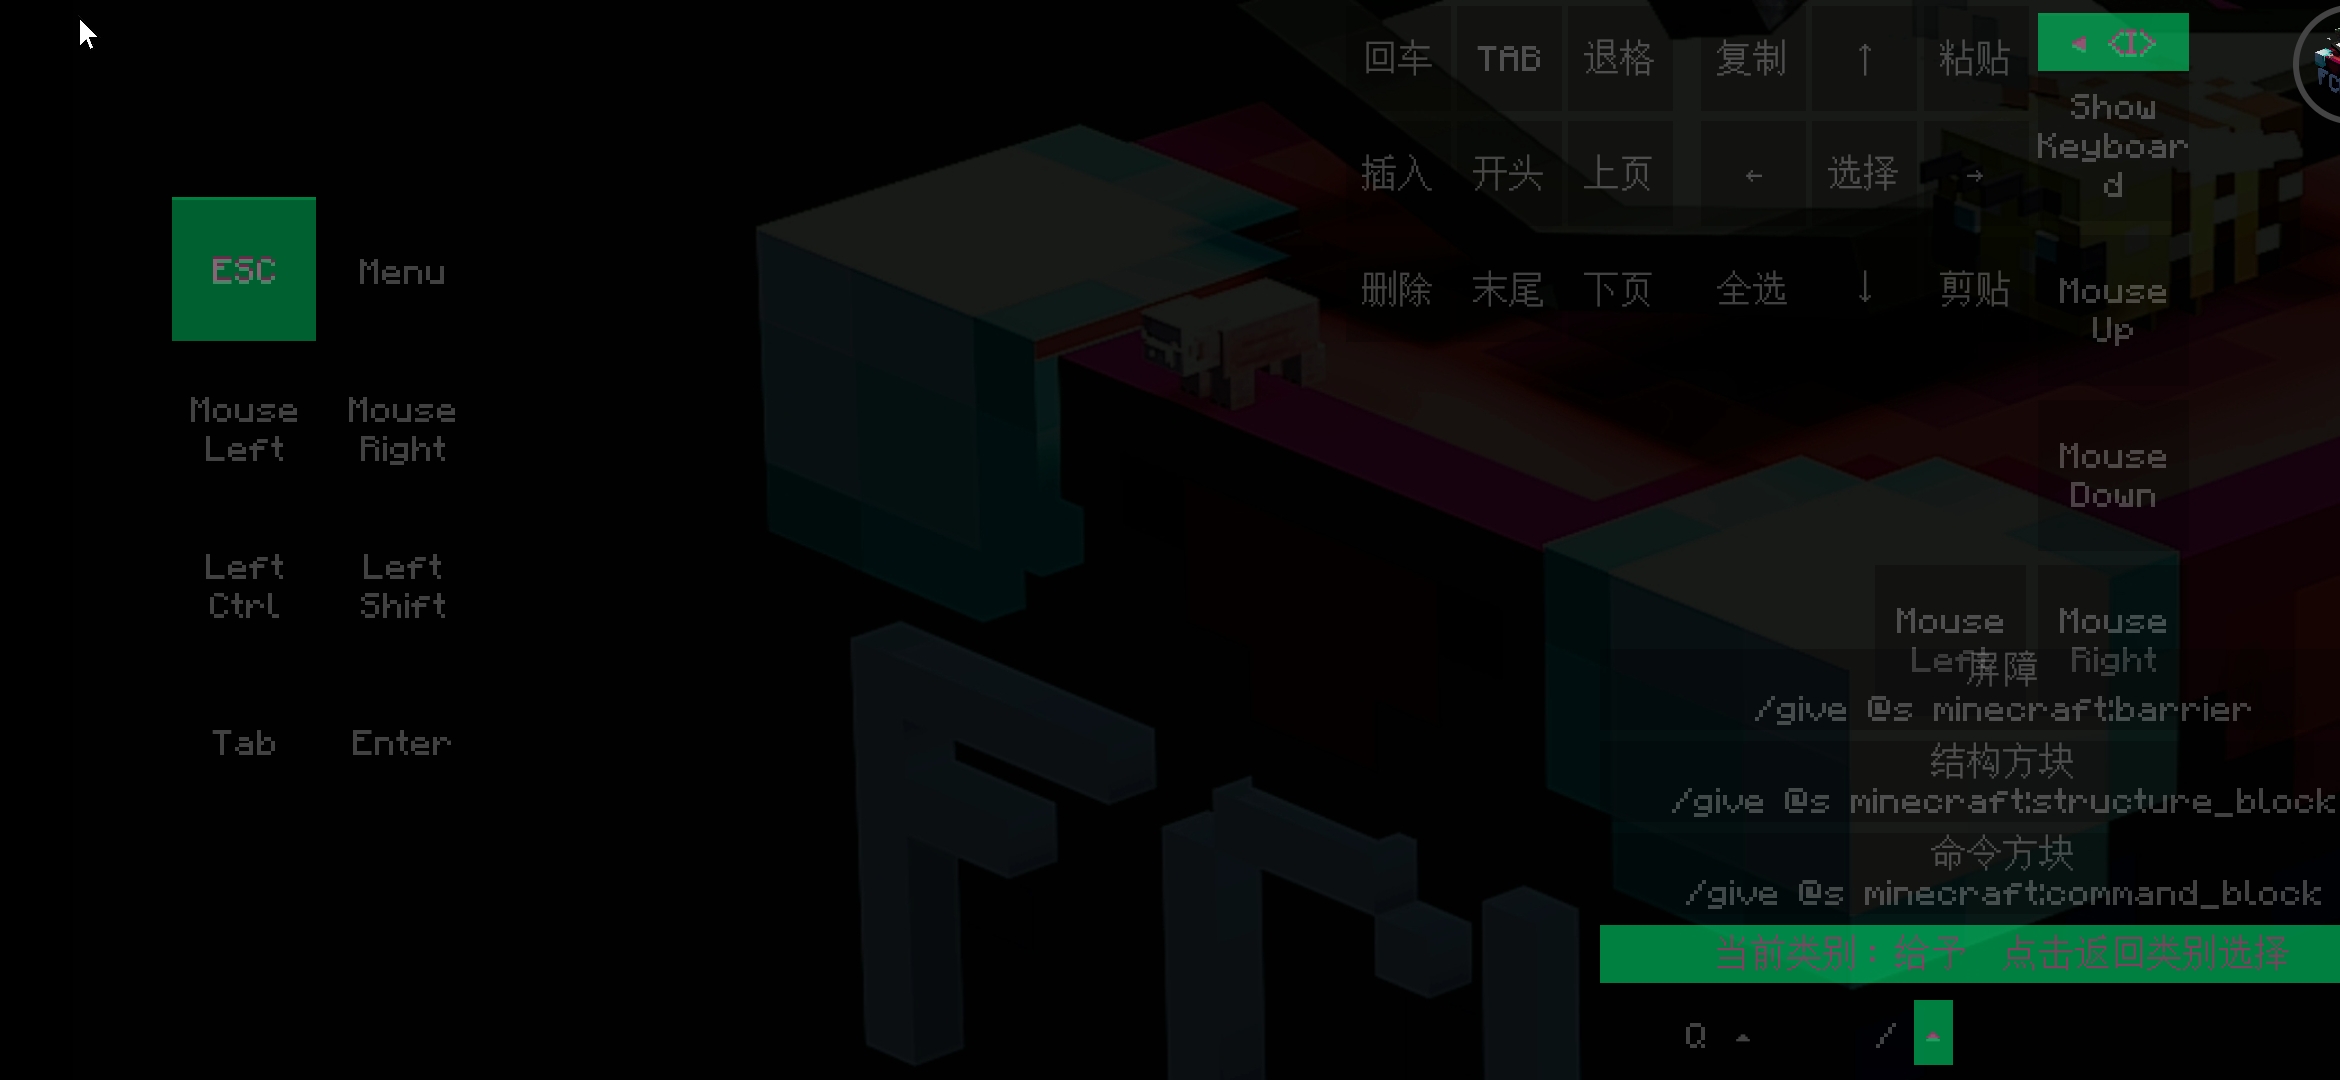 回车 TAB 退格 复制 ↑ 粘贴
Show
Keyboar
d
插入 开头 上页 ← 选择 →
删除 末尾 下页 全选 ↓ 剪贴
Mouse
Up
ESC Menu
Mouse
Left
Mouse
Right
Mouse
Down
Left
Ctrl
Left
Shift
Mouse
Left
Mouse
Right
屏障
/give @s minecraft:barrier
Tab Enter
结构方块
/give @s minecraft:structure_block
命令方块
/give @s minecraft:command_block
当前类别：给予 点击返回类别选择
Q /